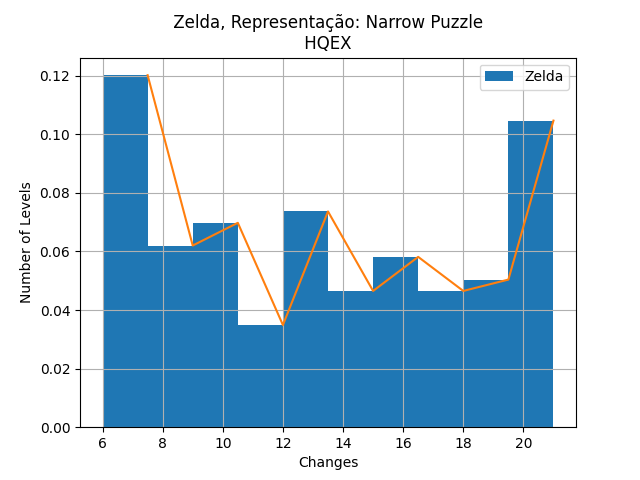 Zelda, Representação: Narrow Puzzle
HQEX
Zelda
Number of Levels
0.12
0.10
0.08
0.06
0.04
0.02
0.00
6 8 10 12 14 16 18 20
Changes